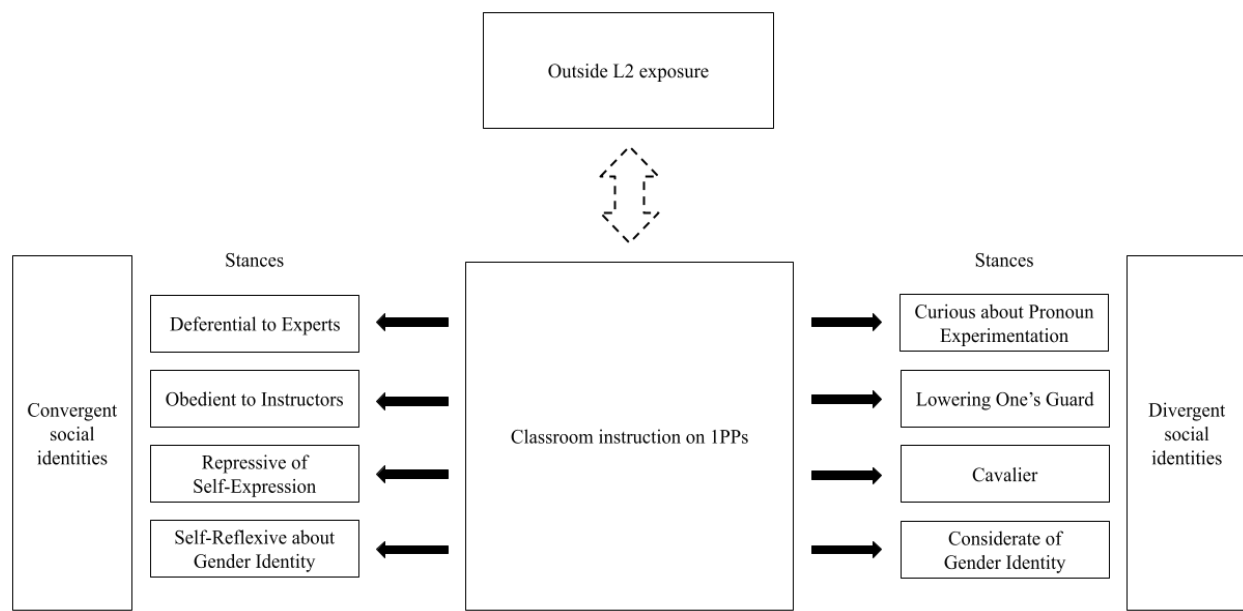 Outside L2 exposure
Stances
Stances
Deferential to Experts
Curious about Pronoun
Experimentation
Obedient to Instructors
Lowering One's Guard
Convergent
social
identities
Classroom instruction on 1PPs
Divergent
social
identities
Repressive of
Self-Expression
Cavalier
Self-Reflexive about
Gender Identity
Considerate of
Gender Identity